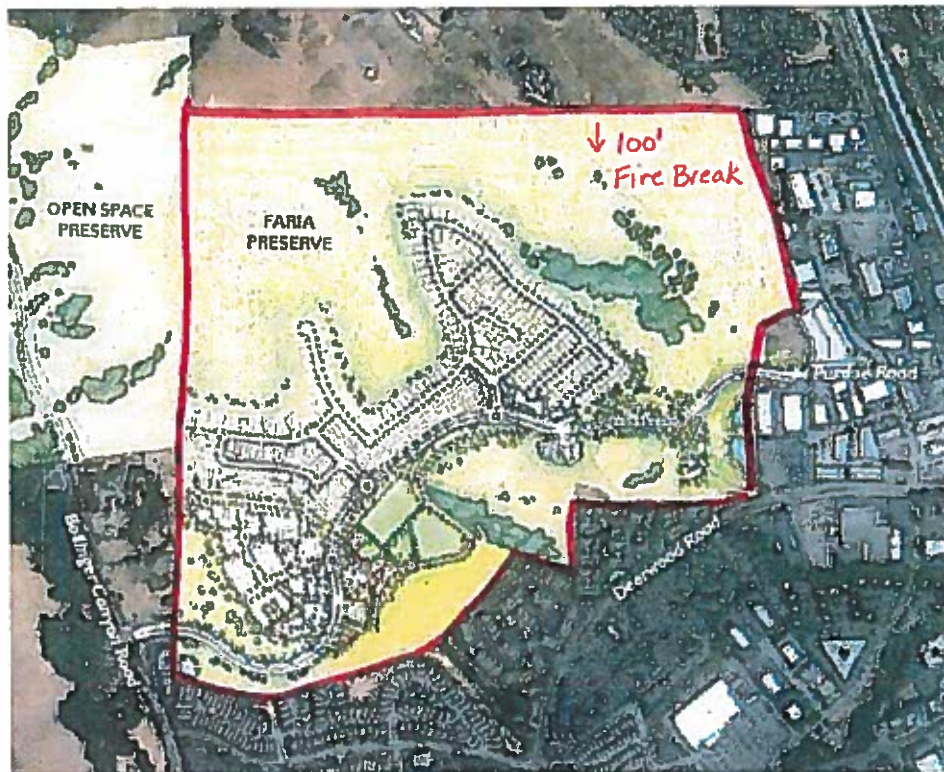 ↓ 100'
Fire Break
OPEN SPACE
PRESERVE
FARIA
PRESERVE
Purdue Road
Deerwood Road
Bollinger Canyon Road